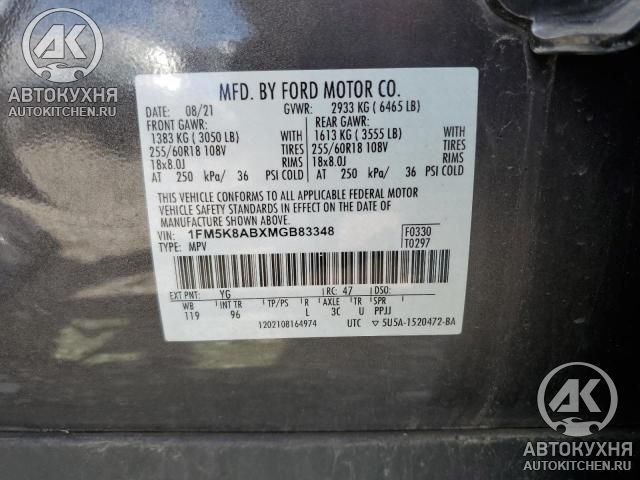 AK
АВТОКУХНЯ
AUTOKITCHEN.RU
MFD. BY FORD MOTOR CO.
DATE: 08/21 GVWR: 2933 KG ( 6465 LB)
FRONT GAWR: REAR GAWR:
1383 KG ( 3050 LB) WITH 1613 KG ( 3555 LB) WITH
255/60R18 108V TIRES 255/60R18 108V TIRES
18x8.0J RIMS 18x8.0J RIMS
AT 250 kPa/ 36 PSI COLD AT 250 kPa/ 36 PSI COLD
THIS VEHICLE CONFORMS TO ALL APPLICABLE FEDERAL MOTOR
VEHICLE SAFETY STANDARDS IN EFFECT ON THE DATE OF
MANUFACTURE SHOWN ABOVE.
VIN: 1FM5K8ABXMGB83348 F0330
TYPE: MPV T0297
EXT PNT: YG RC: 47 DSO:
WB INT TR TP/PS R AXLE TR SPR
119 96 L 3C U PPJJ
1202108164974 UTC ▽ 5U5A-1520472-BA
AK
АВТОКУХНЯ
AUTOKITCHEN.RU